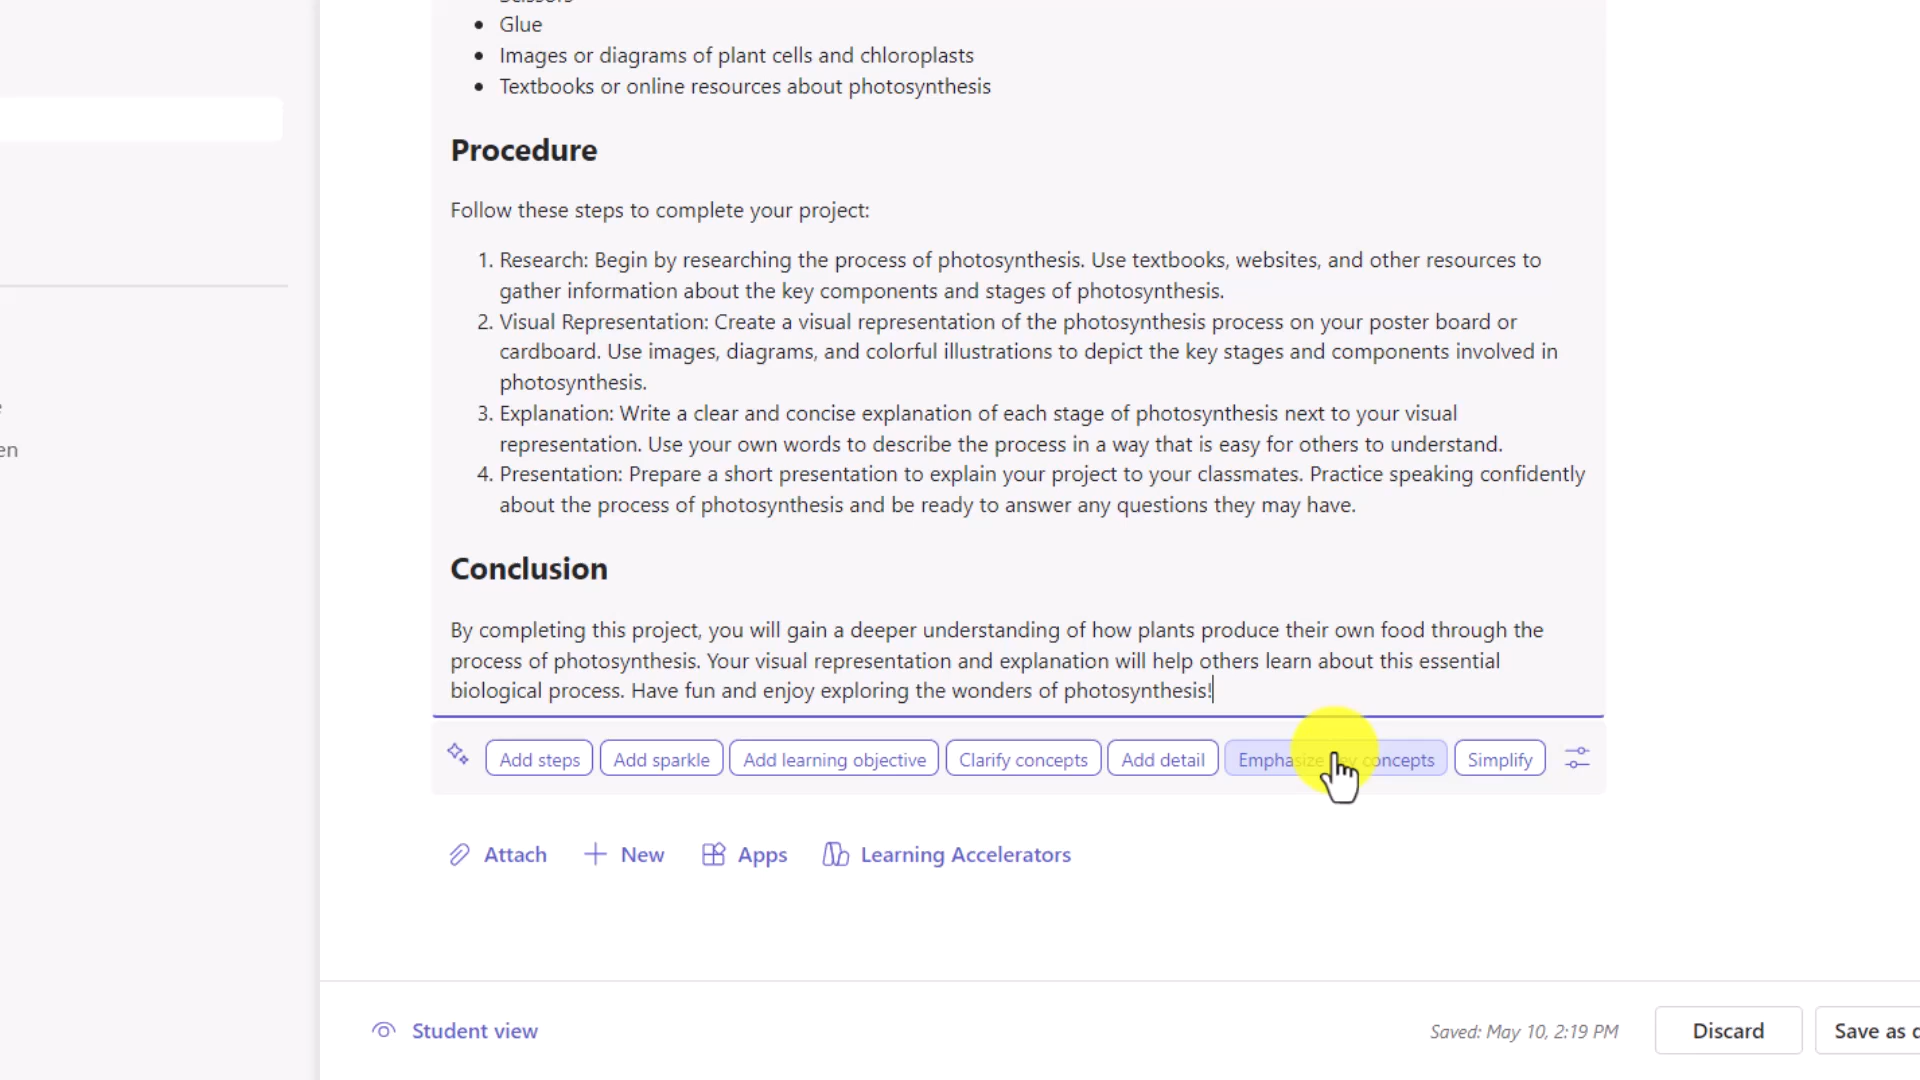 Glue
Images or diagrams of plant cells and chloroplasts
Textbooks or online resources about photosynthesis
Procedure
Follow these steps to complete your project:
1. Research: Begin by researching the process of photosynthesis. Use textbooks, websites, and other resources to
gather information about the key components and stages of photosynthesis.
2. Visual Representation: Create a visual representation of the photosynthesis process on your poster board or
cardboard. Use images, diagrams, and colorful illustrations to depict the key stages and components involved in
photosynthesis.
3. Explanation: Write a clear and concise explanation of each stage of photosynthesis next to your visual
representation. Use your own words to describe the process in a way that is easy for others to understand.
4. Presentation: Prepare a short presentation to explain your project to your classmates. Practice speaking confidently
about the process of photosynthesis and be ready to answer any questions they may have.
Conclusion
By completing this project, you will gain a deeper understanding of how plants produce their own food through the
process of photosynthesis. Your visual representation and explanation will help others learn about this essential
biological process. Have fun and enjoy exploring the wonders of photosynthesis!
Add steps Add sparkle Add learning objective Clarify concepts Add detail Emphasize concepts Simplify
Attach New Apps Learning Accelerators
en
Student view Saved: May 10, 2:19 PM Discard Save as